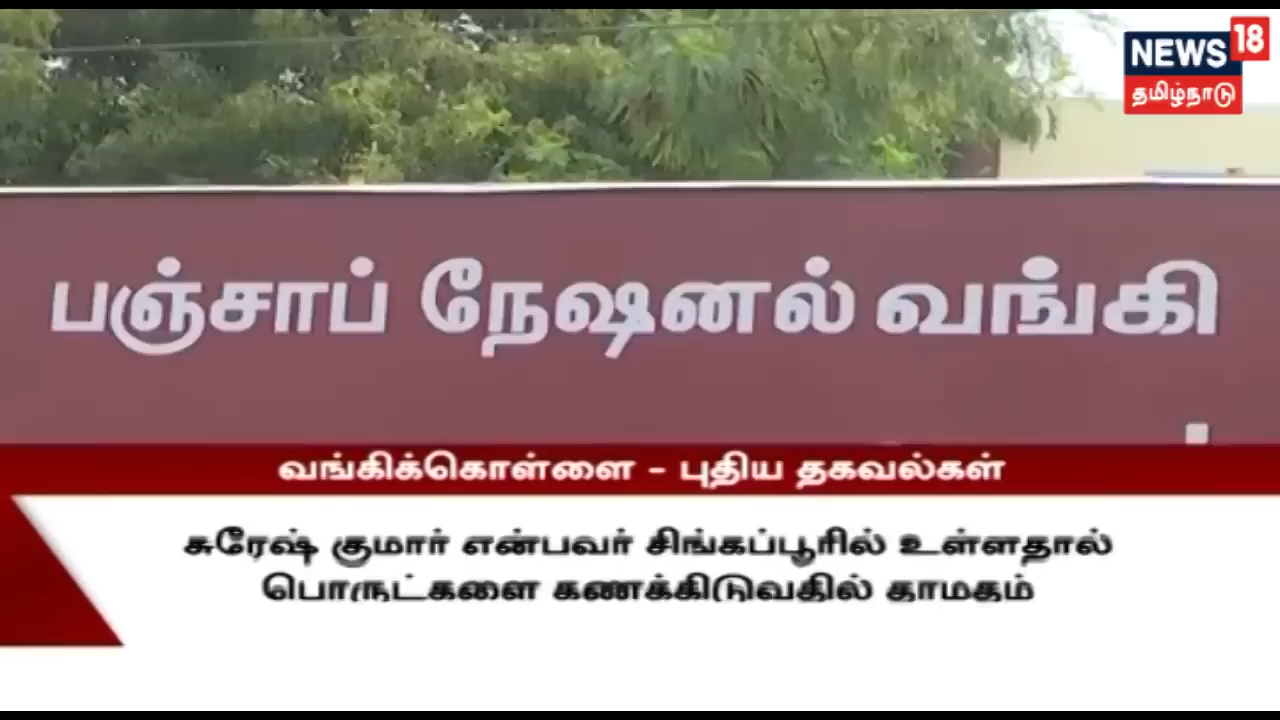 NEWS 18
தமிழ்நாடு
பஞ்சாப் நேஷனல் வங்கி
வங்கிக்கொள்ளை - புதிய தகவல்கள்
சுரேஷ் குமார் என்பவர் சிங்கப்பூரில் உள்ளதால்
பொருட்களை கணக்கிடுவதில் தாமதம்